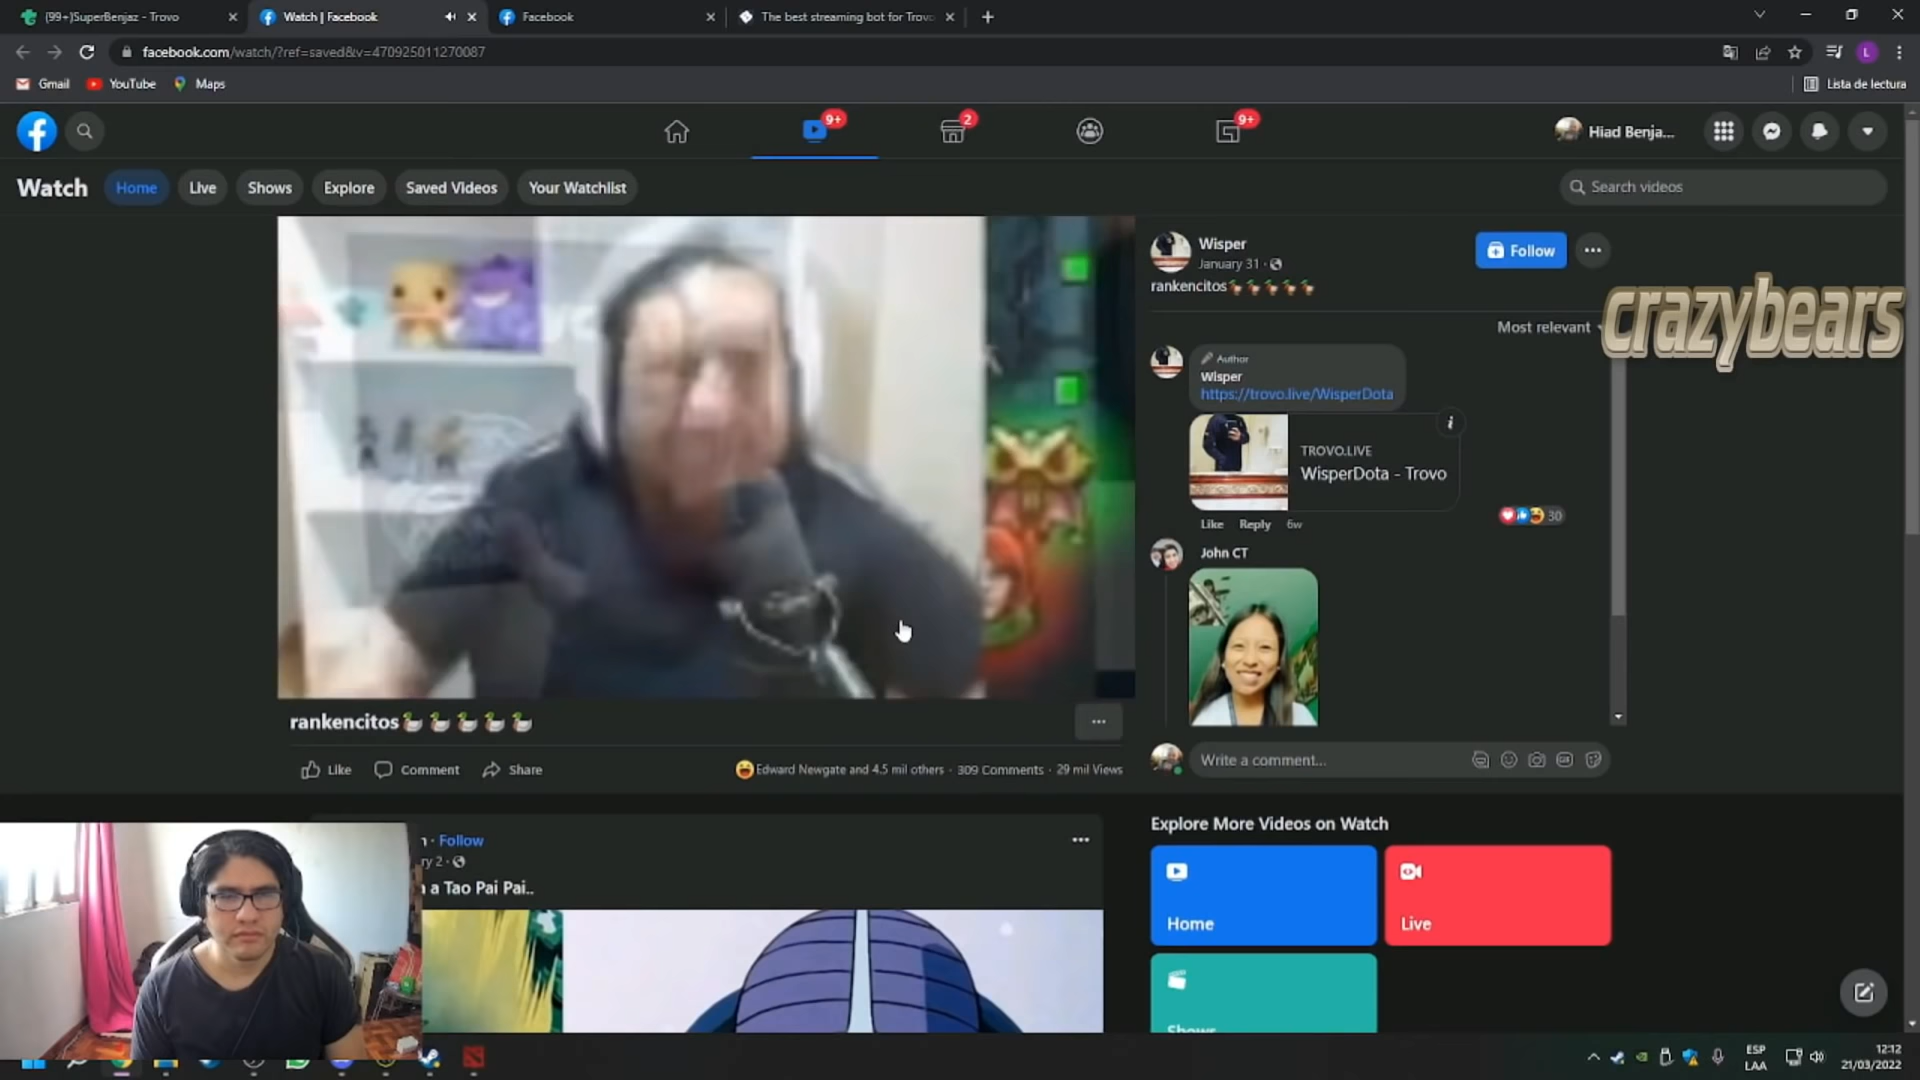 (99+)SuperBenjaz - Trovo
Watch | Facebook
Facebook
The best streaming bot for Trovo
facebook.com/watch/?ref=saved&v=470925011270087
Gmail
YouTube
Maps
Lista de lectura
9+
2
9+
Hiad Benja...
Watch
Home
Live
Shows
Explore
Saved Videos
Your Watchlist
Search videos
Wisper
January 31 ·
Follow
rankencitos
crazybears
Most relevant
Author
Wisper
https://trovo.live/WisperDota
TROVO.LIVE
WisperDota - Trovo
Like Reply 6w
30
John CT
rankencitos
Like
Comment
Share
Edward Newgate and 4.5 mil others · 309 Comments · 29 mil Views
Write a comment...
· Follow
ry 2 ·
a Tao Pai Pai..
Explore More Videos on Watch
Home
Live
Shows
ESP
LAA
12:12
21/03/2022